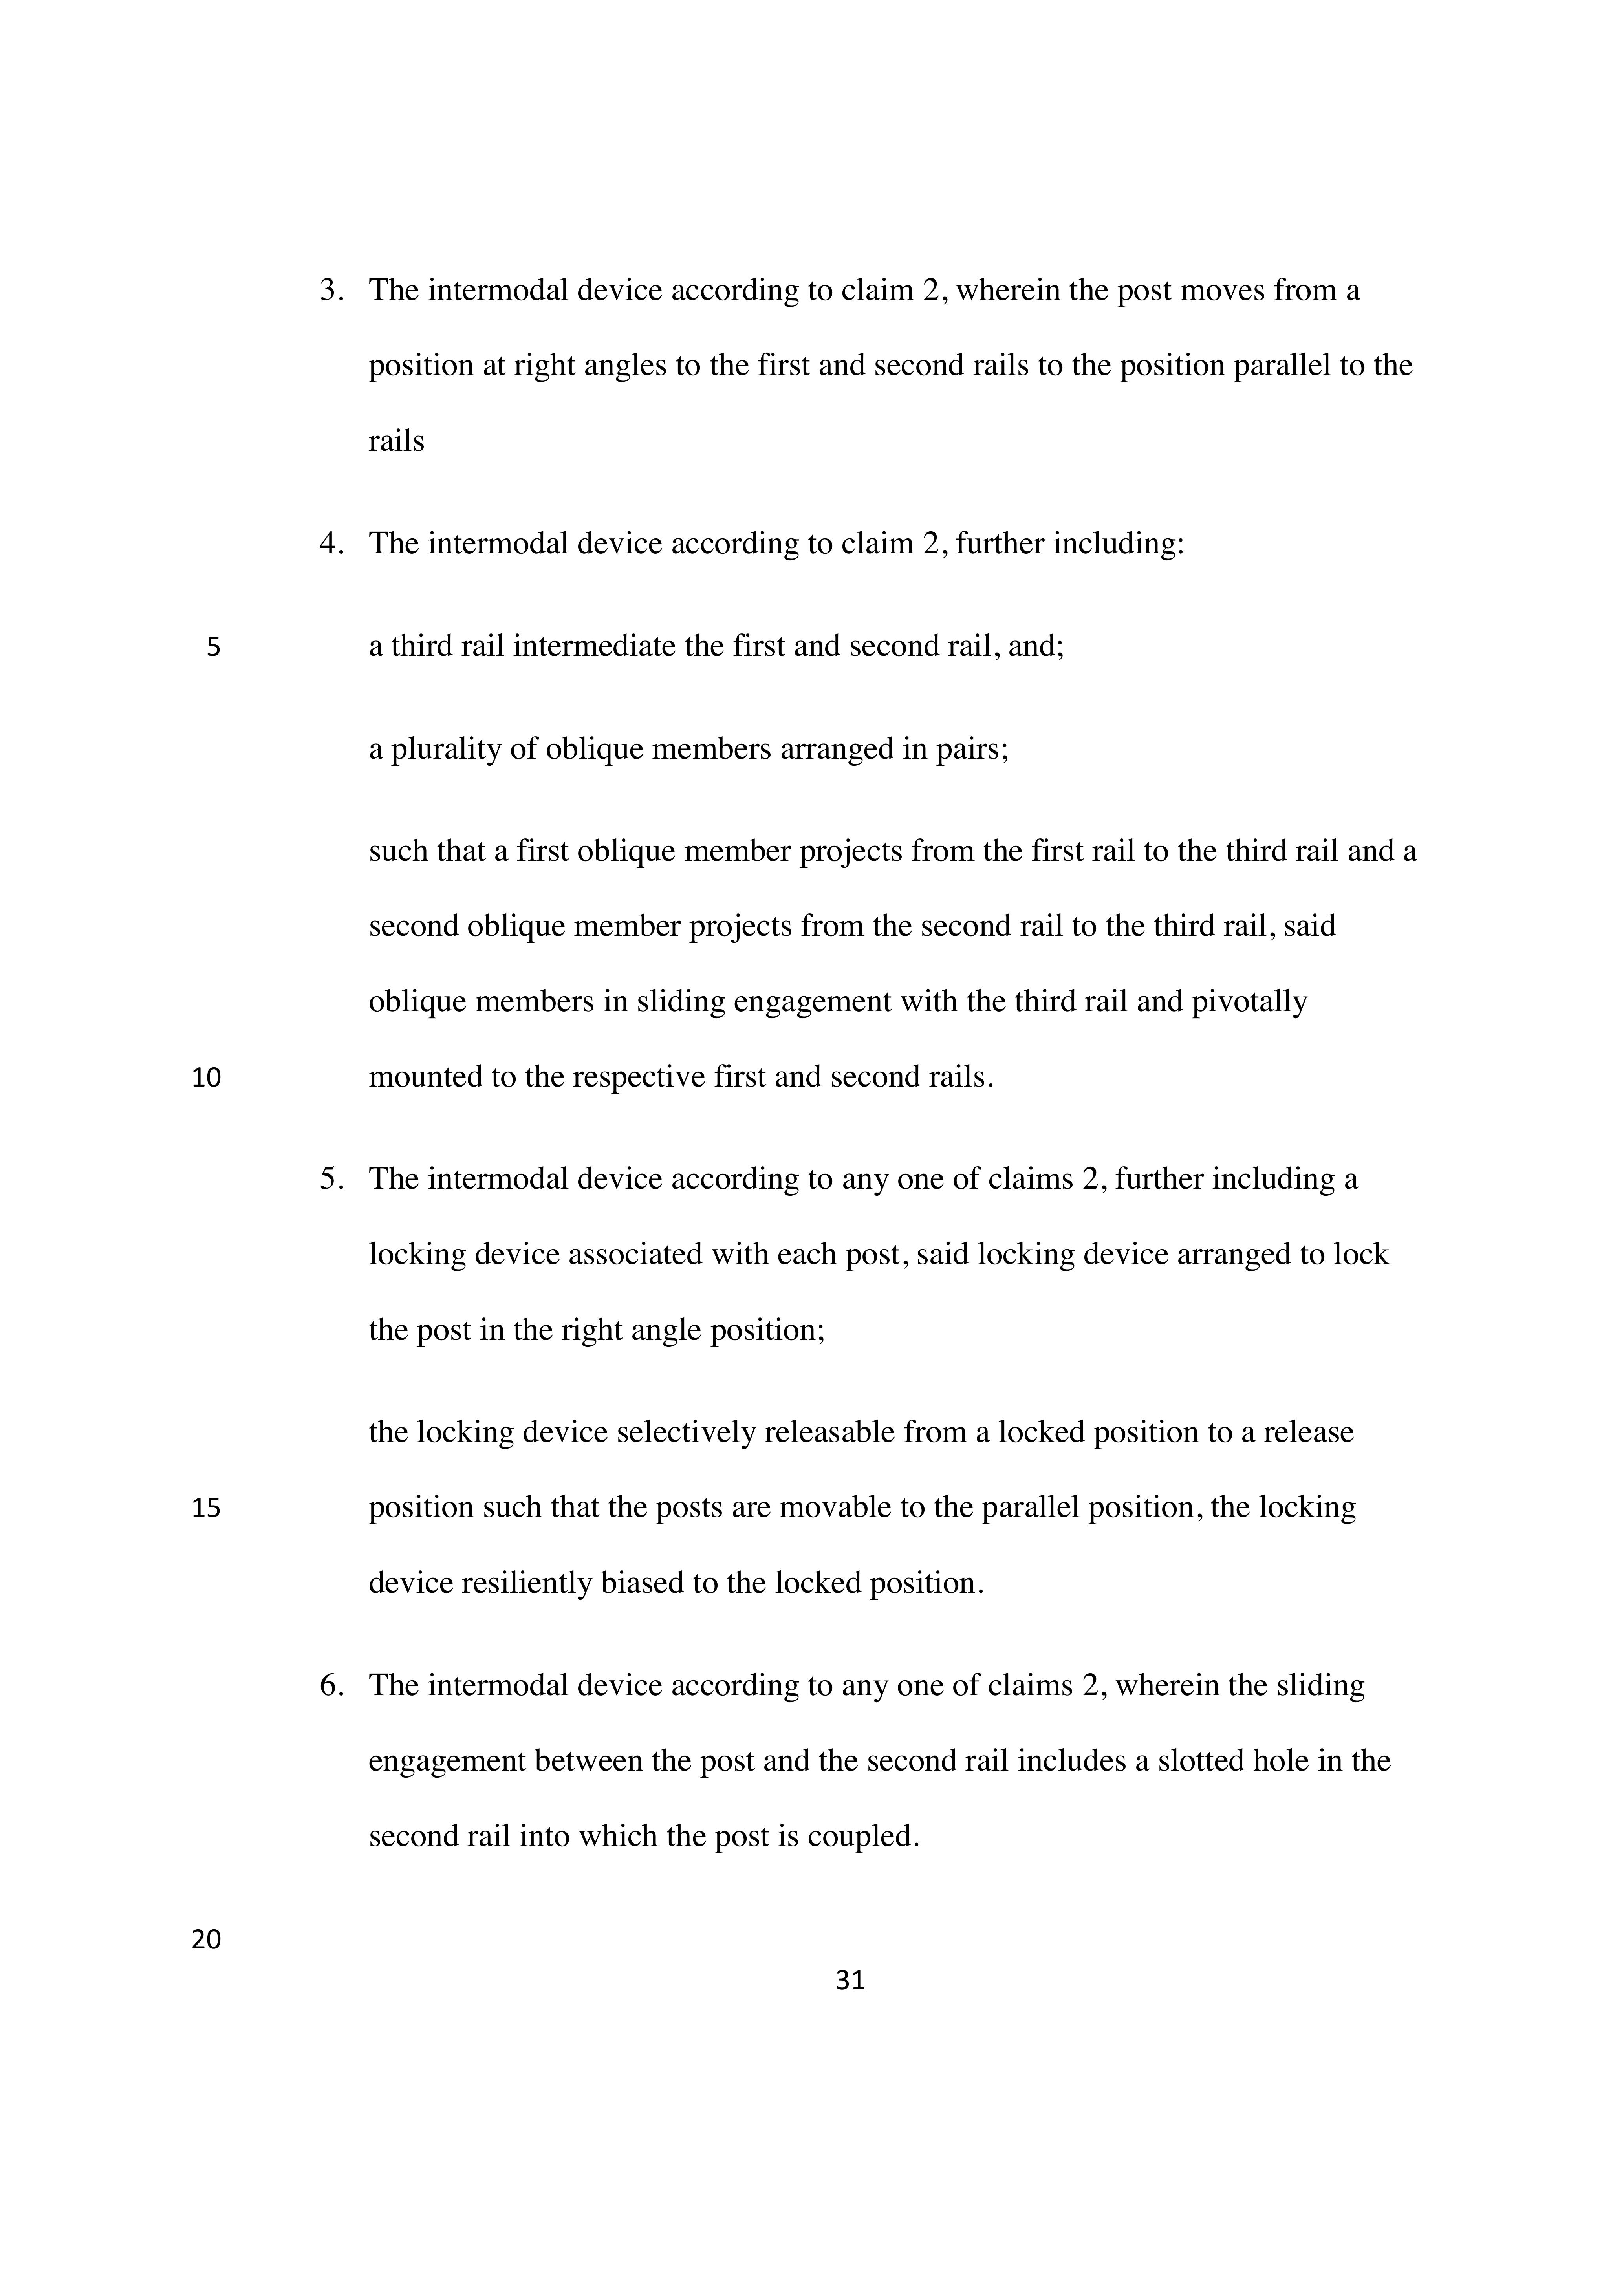 3. The intermodal device according to claim 2, wherein the post moves from a
position at right angles to the first and second rails to the position parallel to the
rails
4. The intermodal device according to claim 2, further including:
5 a third rail intermediate the first and second rail, and;
a plurality of oblique members arranged in pairs;
such that a first oblique member projects from the first rail to the third rail and a
second oblique member projects from the second rail to the third rail, said
oblique members in sliding engagement with the third rail and pivotally
10 mounted to the respective first and second rails.
5. The intermodal device according to any one of claims 2, further including a
locking device associated with each post, said locking device arranged to lock
the post in the right angle position;
the locking device selectively releasable from a locked position to a release
15 position such that the posts are movable to the parallel position, the locking
device resiliently biased to the locked position.
6. The intermodal device according to any one of claims 2, wherein the sliding
engagement between the post and the second rail includes a slotted hole in the
second rail into which the post is coupled.
20
31